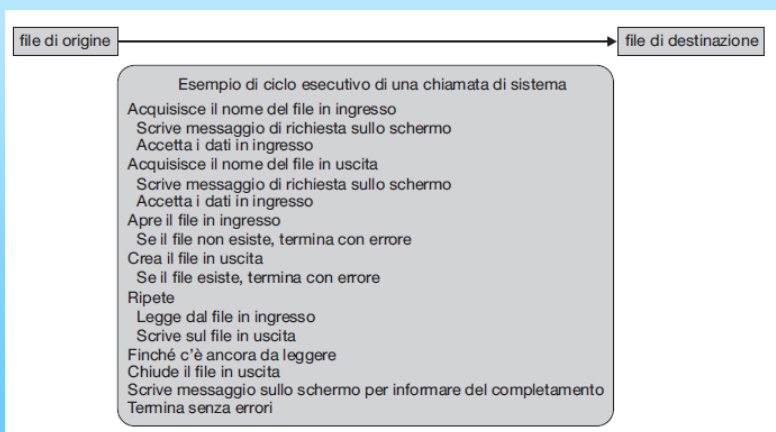 file di origine
file di destinazione
Esempio di ciclo esecutivo di una chiamata di sistema
Acquisisce il nome del file in ingresso
Scrive messaggio di richiesta sullo schermo
Accetta i dati in ingresso
Acquisisce il nome del file in uscita
Scrive messaggio di richiesta sullo schermo
Accetta i dati in ingresso
Apre il file in ingresso
Se il file non esiste, termina con errore
Crea il file in uscita
Se il file esiste, termina con errore
Ripete
Legge dal file in ingresso
Scrive sul file in uscita
Finché c'è ancora da leggere
Chiude il file in uscita
Scrive messaggio sullo schermo per informare del completamento
Termina senza errori